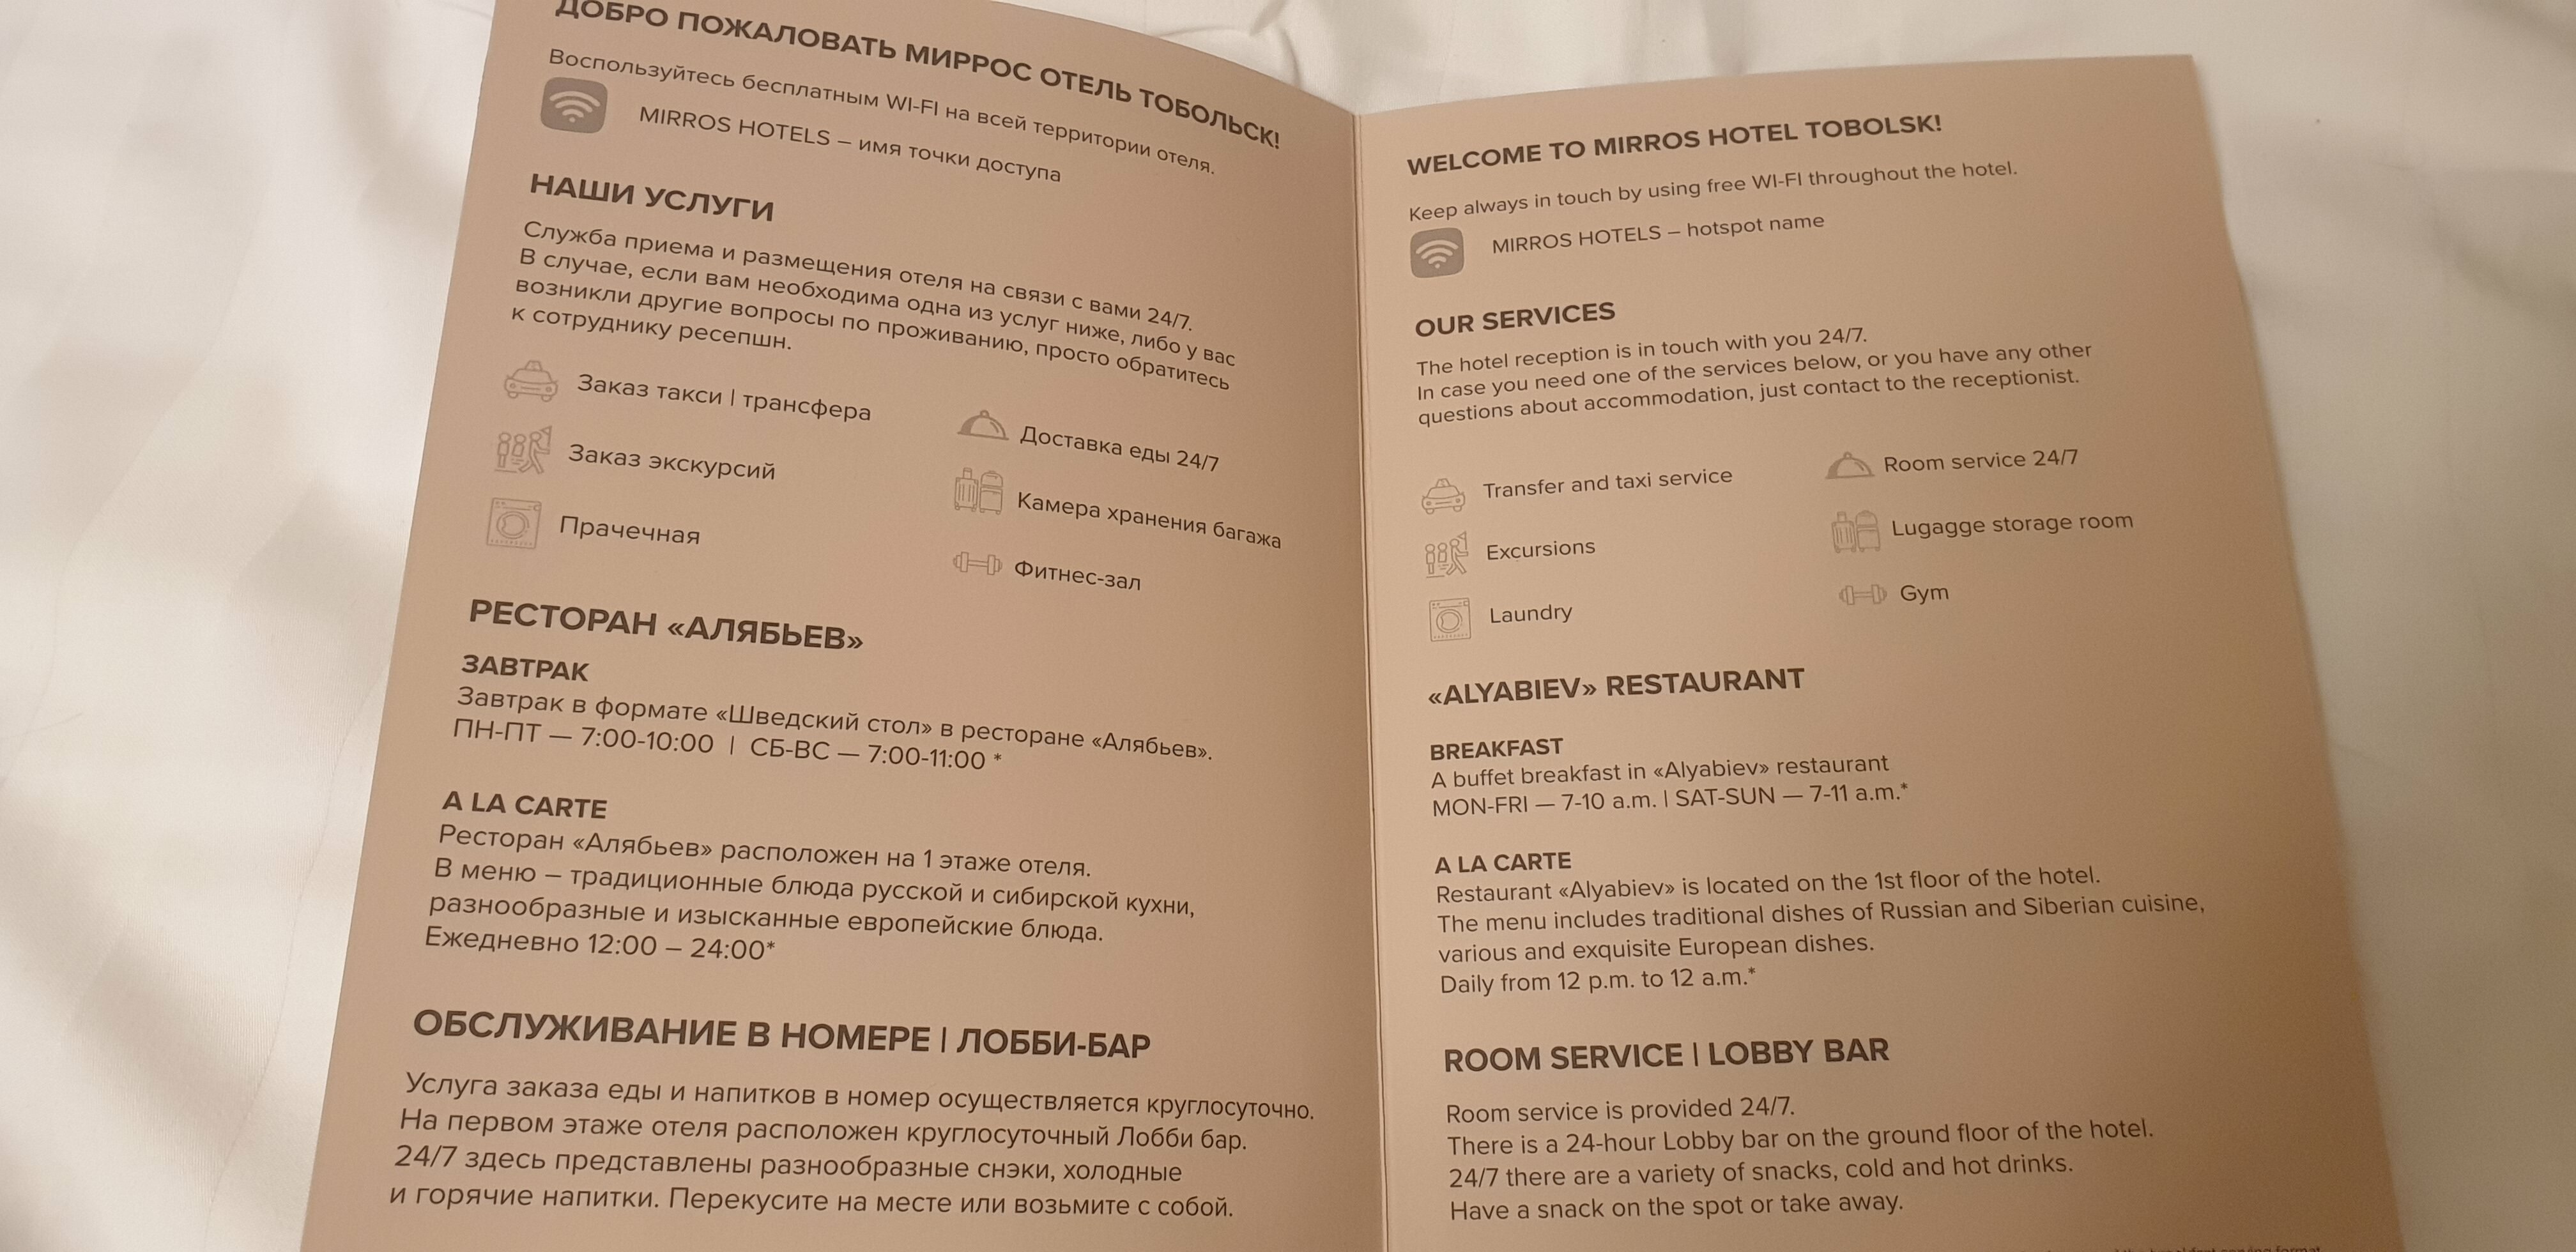 ДОБРО ПОЖАЛОВАТЬ МИРРОС ОТЕЛЬ ТОБОЛЬСК!
Воспользуйтесь бесплатным WI-FI на всей территории отеля.
MIRROS HOTELS – имя точки доступа
НАШИ УСЛУГИ
Служба приема и размещения отеля на связи с вами 24/7.
В случае, если вам необходима одна из услуг ниже, либо у вас
возникли другие вопросы по проживанию, просто обратитесь
к сотруднику ресепшн.
Заказ такси | трансфера
Заказ экскурсий
Прачечная
Доставка еды 24/7
Камера хранения багажа
Фитнес-зал
РЕСТОРАН «АЛЯБЬЕВ»
ЗАВТРАК
Завтрак в формате «Шведский стол» в ресторане «Алябьев».
ПН-ПТ — 7:00-10:00 | СБ-ВС — 7:00-11:00 *
A LA CARTE
Ресторан «Алябьев» расположен на 1 этаже отеля.
В меню – традиционные блюда русской и сибирской кухни,
разнообразные и изысканные европейские блюда.
Ежедневно 12:00 – 24:00*
ОБСЛУЖИВАНИЕ В НОМЕРЕ | ЛОББИ-БАР
Услуга заказа еды и напитков в номер осуществляется круглосуточно.
На первом этаже отеля расположен круглосуточный Лобби бар.
24/7 здесь представлены разнообразные снэки, холодные
и горячие напитки. Перекусите на месте или возьмите с собой.
WELCOME TO MIRROS HOTEL TOBOLSK!
Keep always in touch by using free WI-FI throughout the hotel.
MIRROS HOTELS – hotspot name
OUR SERVICES
The hotel reception is in touch with you 24/7.
In case you need one of the services below, or you have any other
questions about accommodation, just contact to the receptionist.
Transfer and taxi service
Excursions
Laundry
Room service 24/7
Lugagge storage room
Gym
«ALYABIEV» RESTAURANT
BREAKFAST
A buffet breakfast in «Alyabiev» restaurant
MON-FRI — 7-10 a.m. | SAT-SUN — 7-11 a.m.*
A LA CARTE
Restaurant «Alyabiev» is located on the 1st floor of the hotel.
The menu includes traditional dishes of Russian and Siberian cuisine,
various and exquisite European dishes.
Daily from 12 p.m. to 12 a.m.*
ROOM SERVICE | LOBBY BAR
Room service is provided 24/7.
There is a 24-hour Lobby bar on the ground floor of the hotel.
24/7 there are a variety of snacks, cold and hot drinks.
Have a snack on the spot or take away.